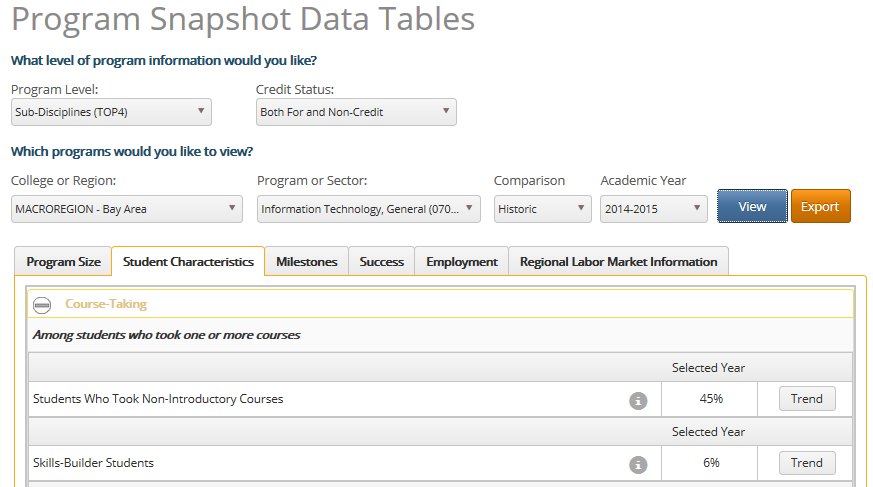 Program Snapshot Data Tables
What level of program information would you like?
Program Level: Credit Status:
Sub-Disciplines (TOP4) Both For and Non-Credit
Which programs would you like to view?
College or Region: Program or Sector: Comparison Academic Year
MACROREGION - Bay Area Information Technology, General (070... Historic 2014-2015 View Export
Program Size Student Characteristics Milestones Success Employment Regional Labor Market Information
Course-Taking
Among students who took one or more courses
Selected Year
Students Who Took Non-Introductory Courses i 45% Trend
Selected Year
Skills-Builder Students i 6% Trend